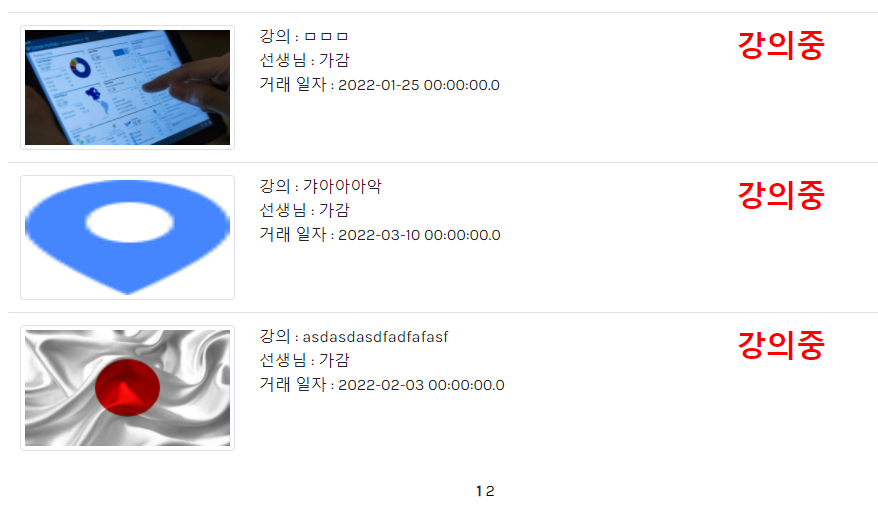 강의 : ㅁㅁㅁ
선생님 : 가감
거래 일자 : 2022-01-25 00:00:00.0
강의중
강의 : 갸아아아악
선생님 : 가감
거래 일자 : 2022-03-10 00:00:00.0
강의중
강의 : asdasdasdfadfafasf
선생님 : 가감
거래 일자 : 2022-02-03 00:00:00.0
강의중
1 2